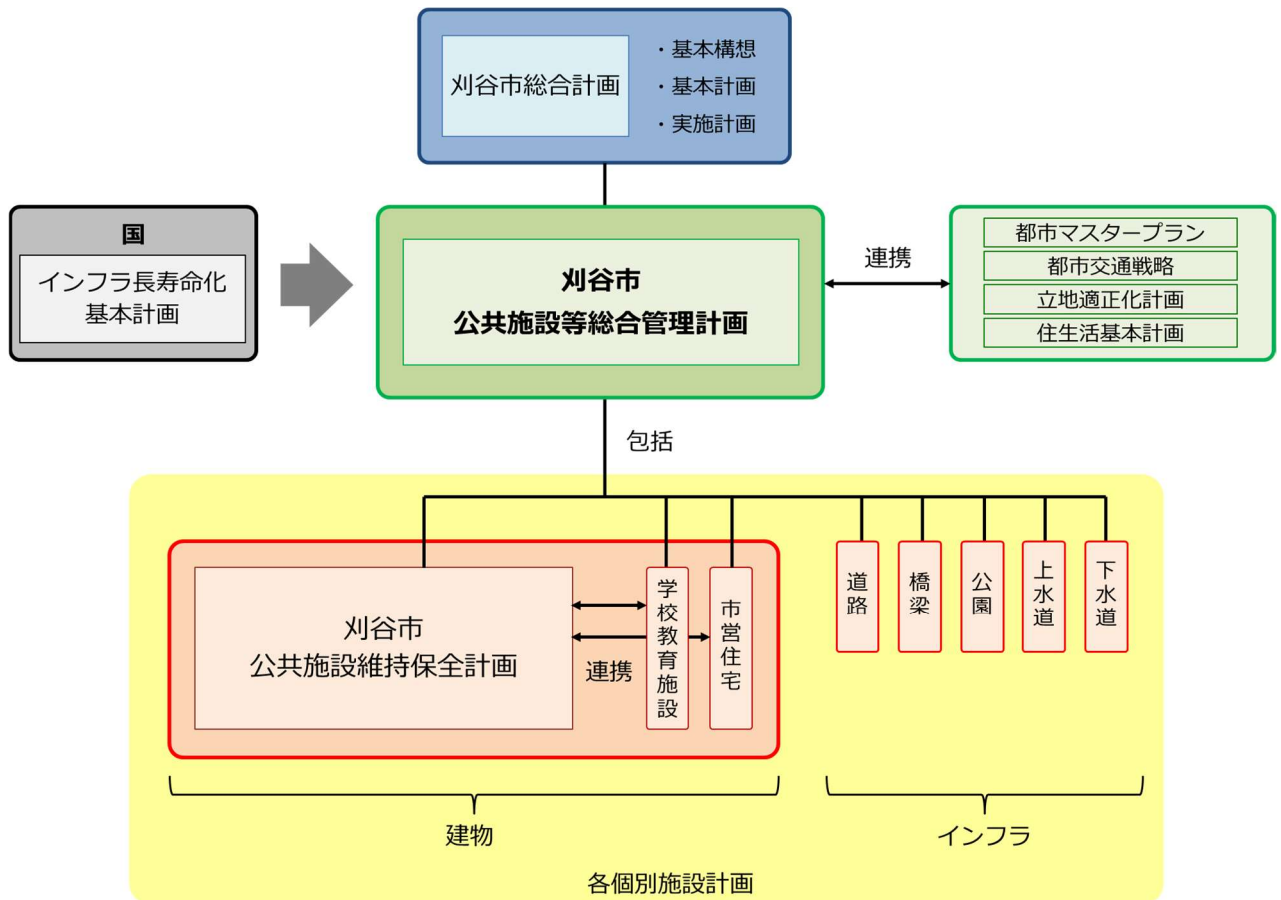 刈谷市総合計画
・基本構想
・基本計画
・実施計画
国
インフラ長寿命化
基本計画
刈谷市
公共施設等総合管理計画
連携
都市マスタープラン
都市交通戦略
立地適正化計画
住生活基本計画
包括
刈谷市
公共施設維持保全計画
連携
学校教育施設
市営住宅
道路
橋梁
公園
上水道
下水道
建物
インフラ
各個別施設計画